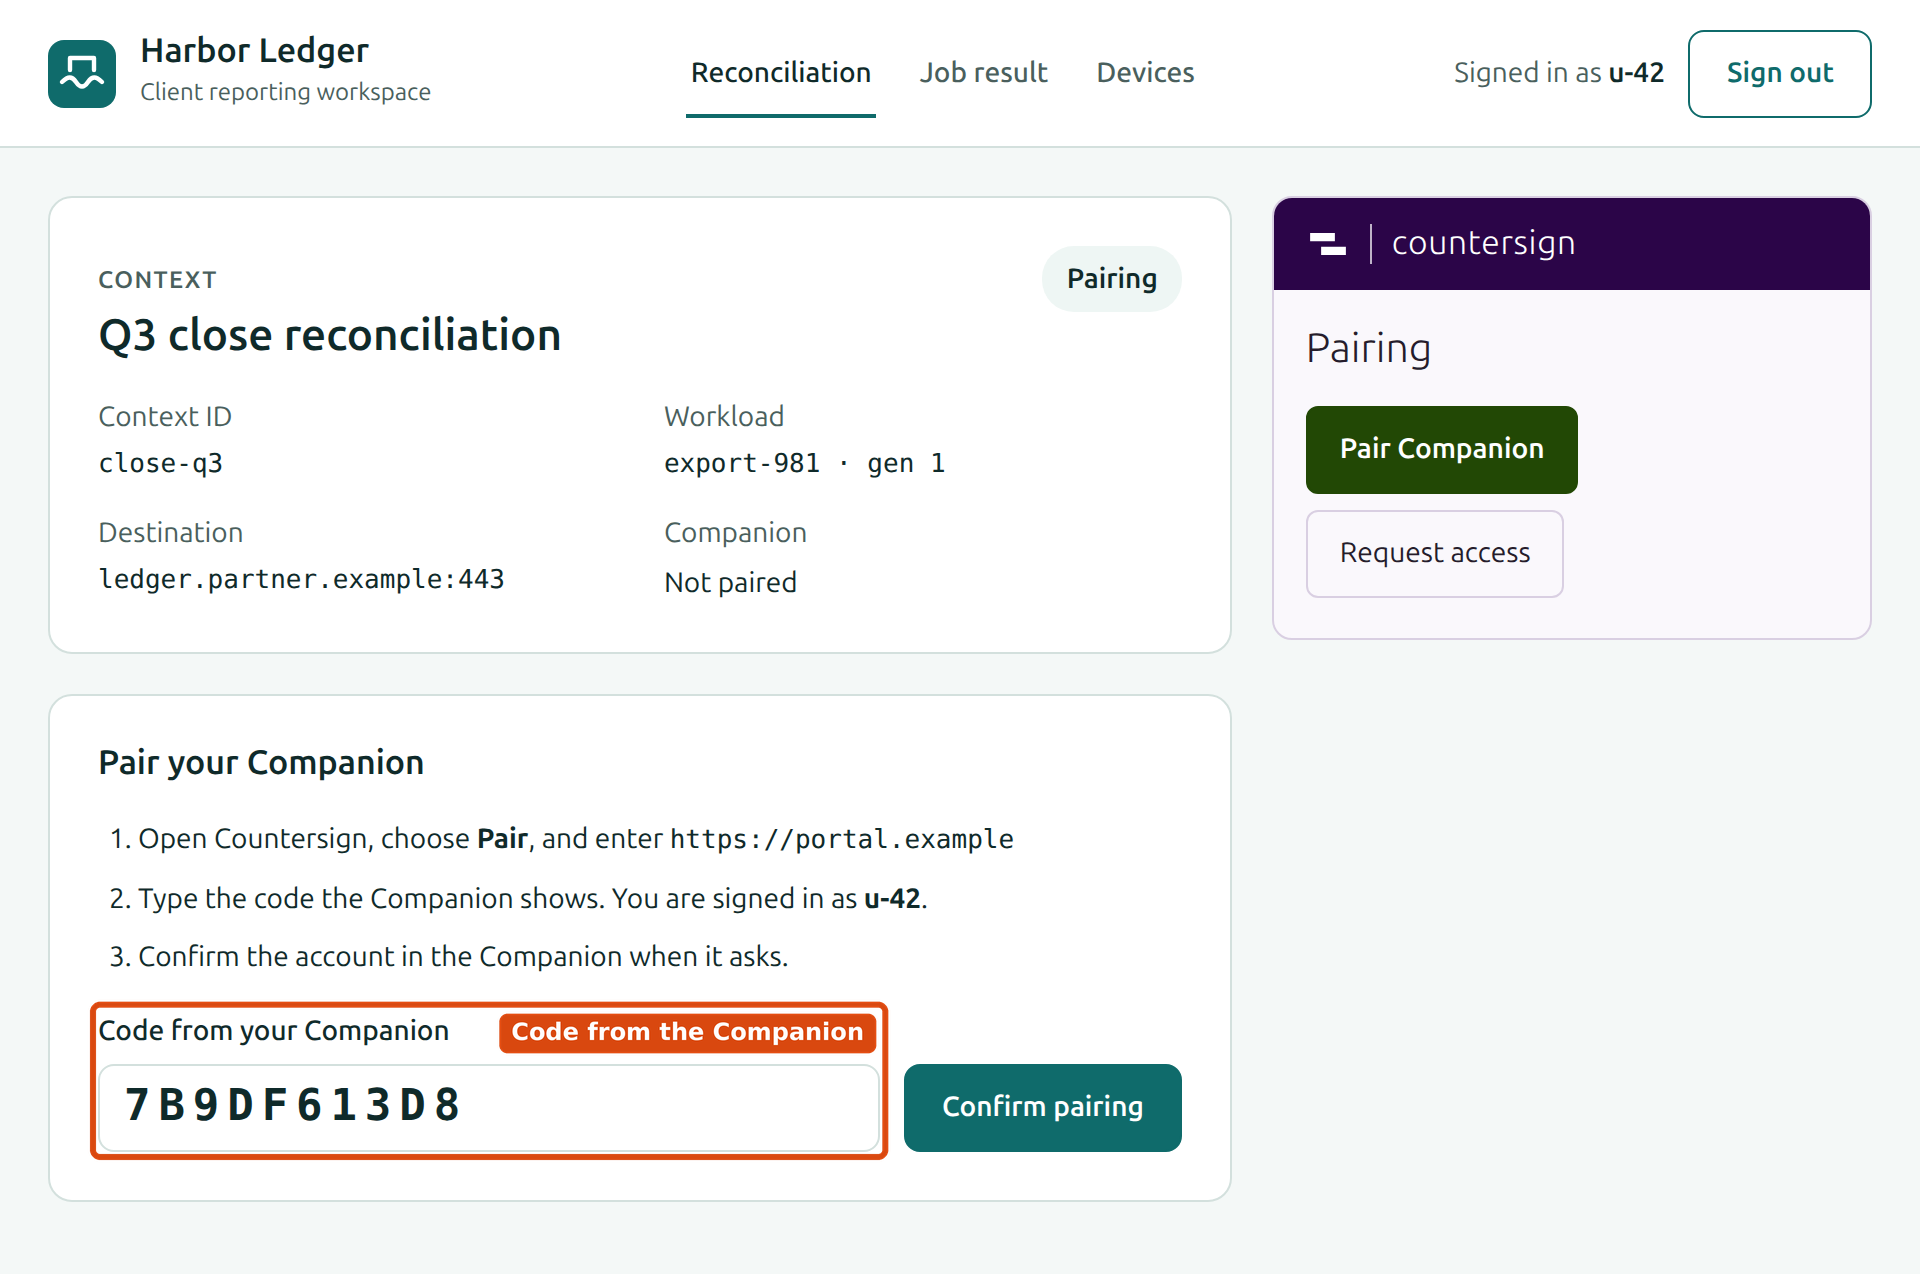 Harbor Ledger
Client reporting workspace
Reconciliation
Job result
Devices
Signed in as u-42
Sign out
CONTEXT
Pairing
Q3 close reconciliation
Context ID
close-q3
Workload
export-981 · gen 1
Destination
ledger.partner.example:443
Companion
Not paired
countersign
Pairing
Pair Companion
Request access
Pair your Companion
1. Open Countersign, choose Pair, and enter https://portal.example
2. Type the code the Companion shows. You are signed in as u-42.
3. Confirm the account in the Companion when it asks.
Code from your Companion
Code from the Companion
7B9DF613D8
Confirm pairing